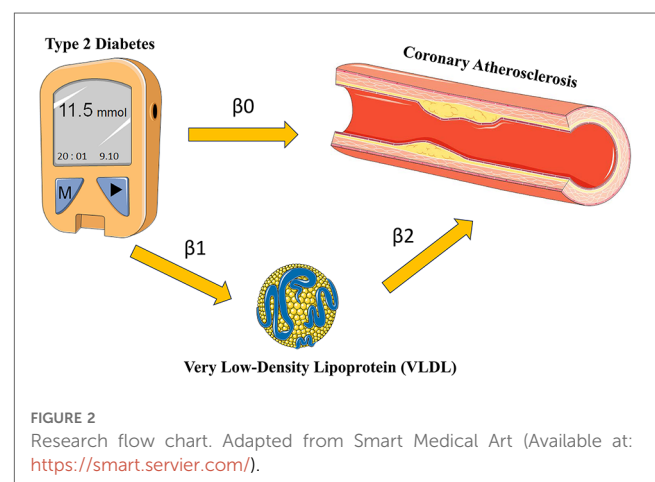 Type 2 Diabetes
Coronary Atherosclerosis
11.5 mmol
20 : 01 9.10
M
β0
β1
β2
Very Low-Density Lipoprotein (VLDL)
FIGURE 2
Research flow chart. Adapted from Smart Medical Art (Available at:
https://smart.servier.com/).